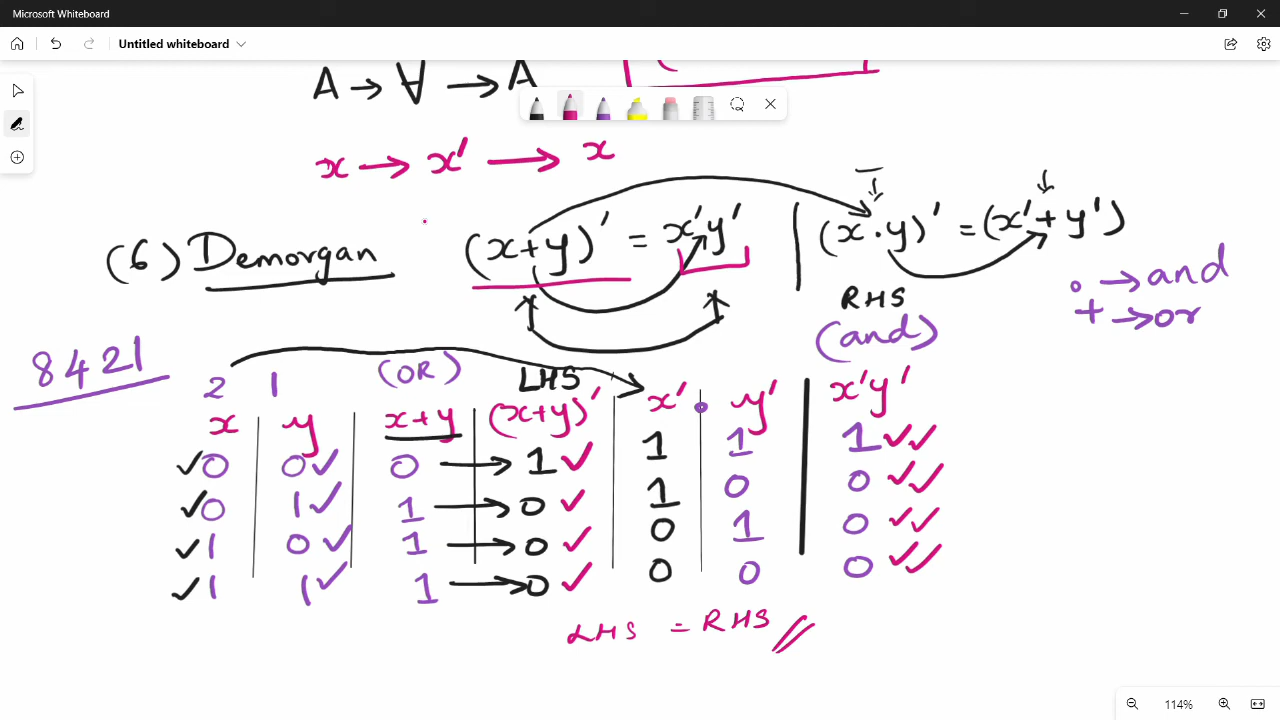 Microsoft Whiteboard
Untitled whiteboard
A → ∀ → A
x → x' → x
(6) Demorgan (x+y)' = x'y' | (x·y)' = (x'+y')
· → and
+ → or
RHS
(and)
8421
2 1 (OR) LHS
x y x+y (x+y)' x' · y' x'y'
0 0 0 → 1 1 1 1
0 1 1 → 0 1 0 0
1 0 1 → 0 0 1 0
1 1 1 → 0 0 0 0
LHS = RHS
114%